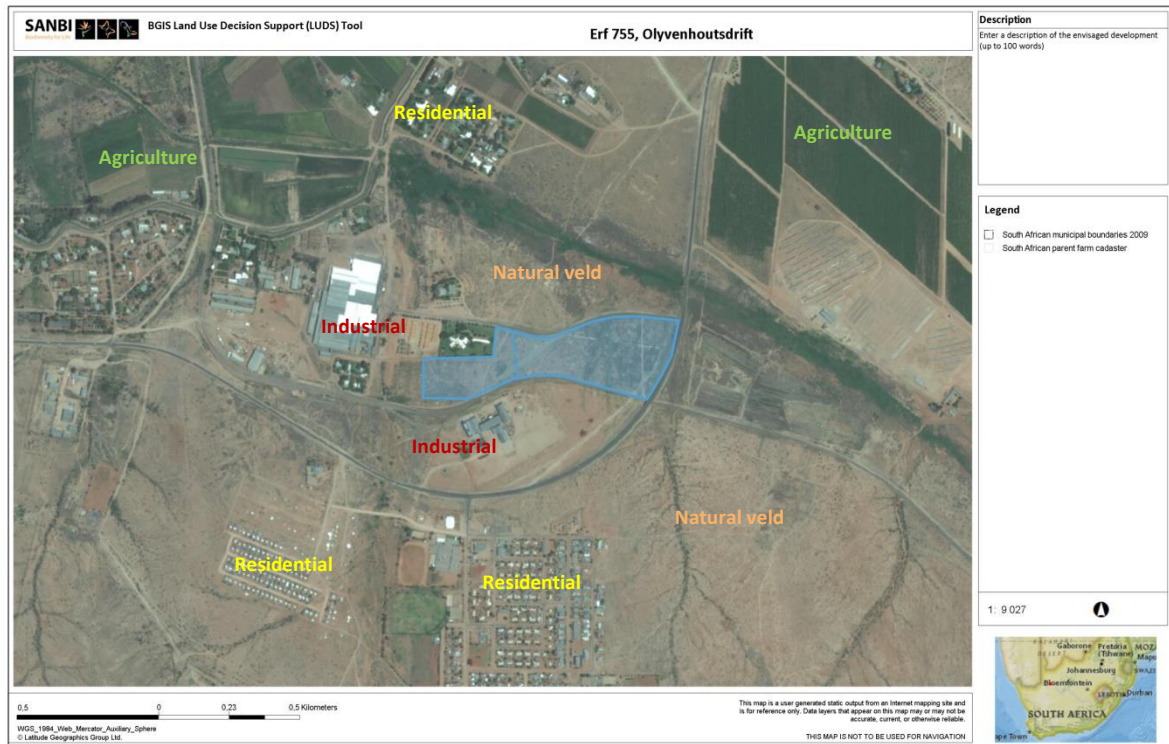 SANBI
Biodiversity for Life
BGIS Land Use Decision Support (LUDS) Tool
Erf 755, Olyvenhoutsdrift
Description
Enter a description of the envisaged development
(up to 100 words)
Residential
Agriculture
Agriculture
Natural veld
Industrial
Industrial
Natural veld
Residential
Residential
Legend
South African municipal boundaries 2009
South African parent farm cadaster
1: 9 027
Gaborone
Pretoria
(Tshwane)
MOZ
Johannesburg
SWAZI
Bloemfontein
LESOTHO
Durban
SOUTH AFRICA
ape Town
0,5
0
0,23
0,5 Kilometers
WGS_1984_Web_Mercator_Auxiliary_Sphere
© Latitude Geographics Group Ltd.
This map is a user generated static output from an Internet mapping site and
is for reference only. Data layers that appear on this map may or may not be
accurate, current, or otherwise reliable.
THIS MAP IS NOT TO BE USED FOR NAVIGATION